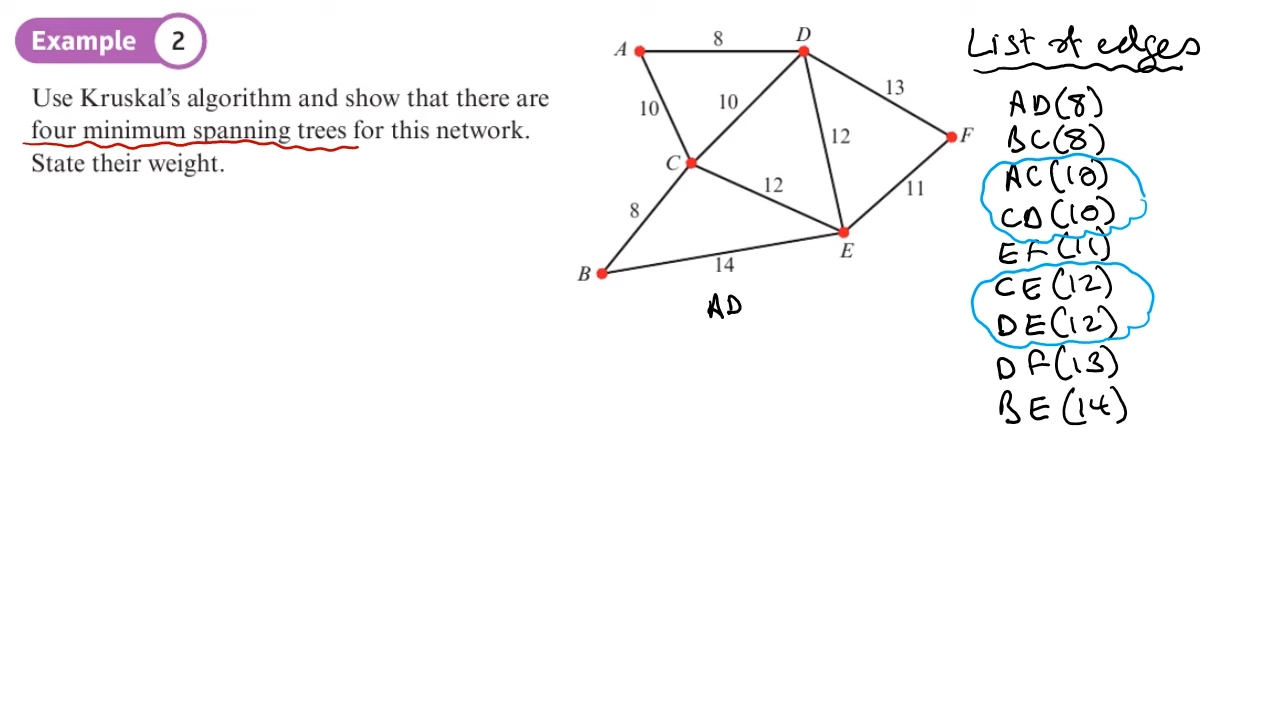 Example 2
Use Kruskal's algorithm and show that there are
four minimum spanning trees for this network.
State their weight.
A
8
D
10
10
13
12
F
C
12
11
8
E
14
B
AD
List of edges
AD(8)
BC(8)
AC(10)
CD(10)
EF(11)
CE(12)
DE(12)
DF(13)
BE(14)